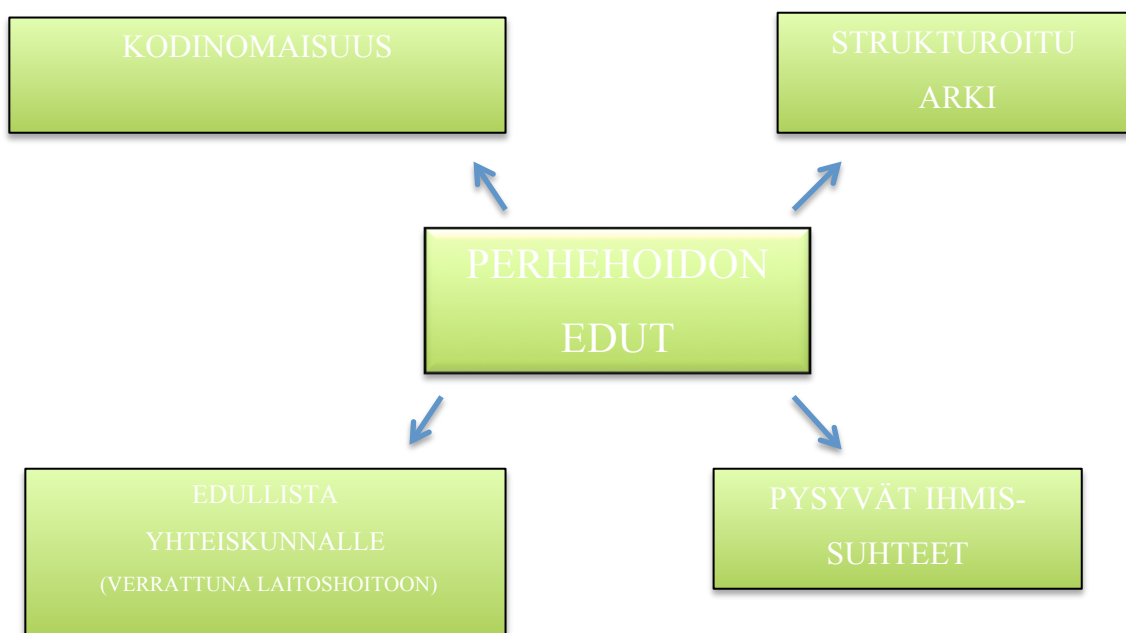 KODINOMAISUUS
STRUKTUROITU
ARKI
PERHEHOIDON
EDUT
EDULLISTA
YHTEISKUNNALLE
(VERRATTUNA LAITOSHOITOON)
PYSYVÄT IHMIS-
SUHTEET